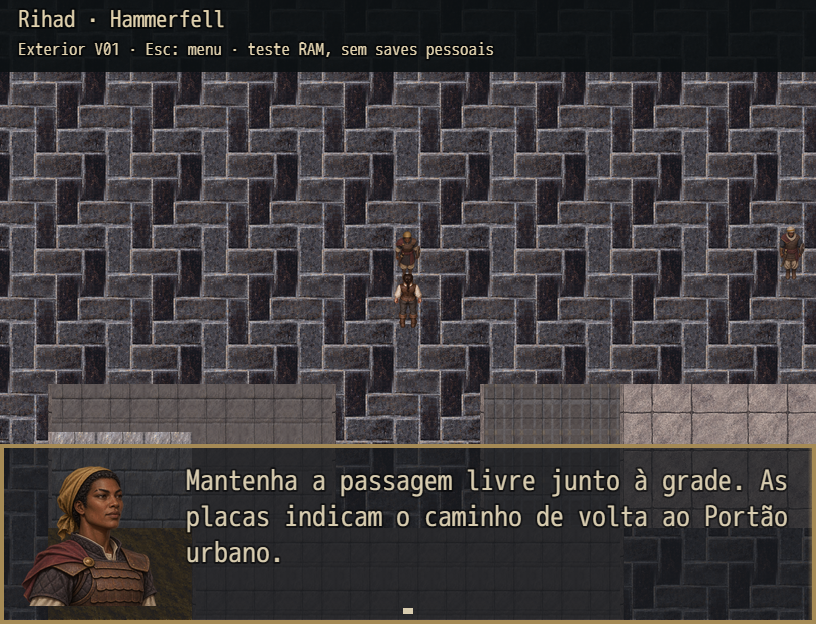 Rihad · Hammerfell
Exterior V01 · Esc: menu · teste RAM, sem saves pessoais
Mantenha a passagem livre junto à grade. As
placas indicam o caminho de volta ao Portão
urbano.